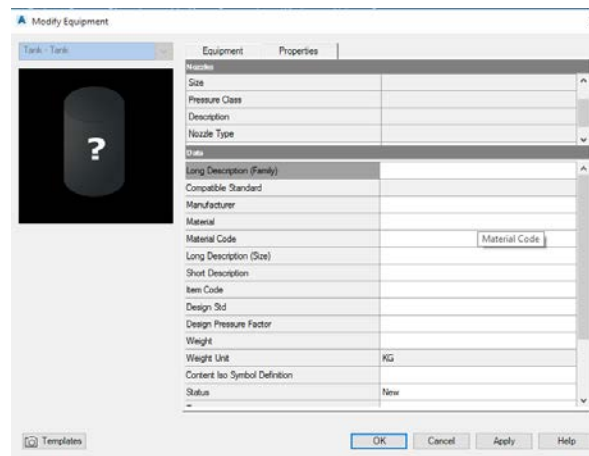 Modify Equipment
Tank - Tank
Equipment Properties
Nozzles
Size
Pressure Class
Description
Nozzle Type
Data
Long Description (Family)
Compatible Standard
Manufacturer
Material
Material Code
Material Code
Long Description (Size)
Short Description
Item Code
Design Std
Design Pressure Factor
Weight
Weight Unit KG
Content Iso Symbol Definition
Status New
?
Templates OK Cancel Apply Help